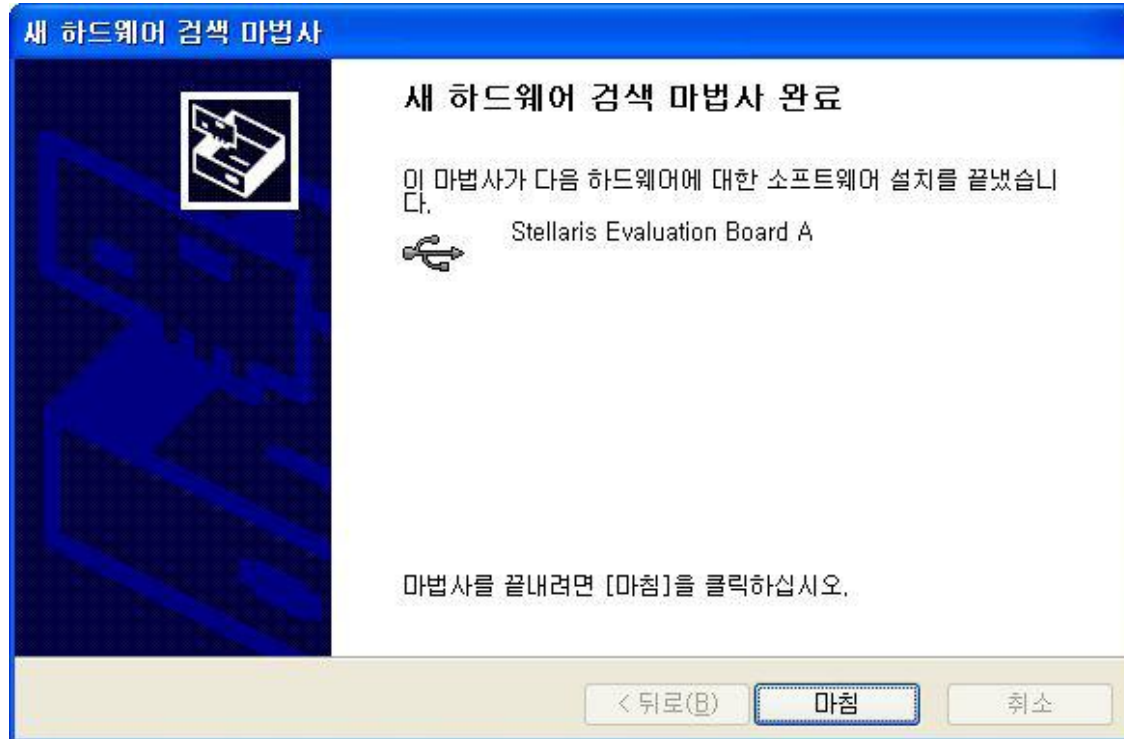 새 하드웨어 검색 마법사
새 하드웨어 검색 마법사 완료
이 마법사가 다음 하드웨어에 대한 소프트웨어 설치를 끝냈습니
다.
Stellaris Evaluation Board A
마법사를 끝내려면 [마침]을 클릭하십시오.
< 뒤로(B) 마침 취소